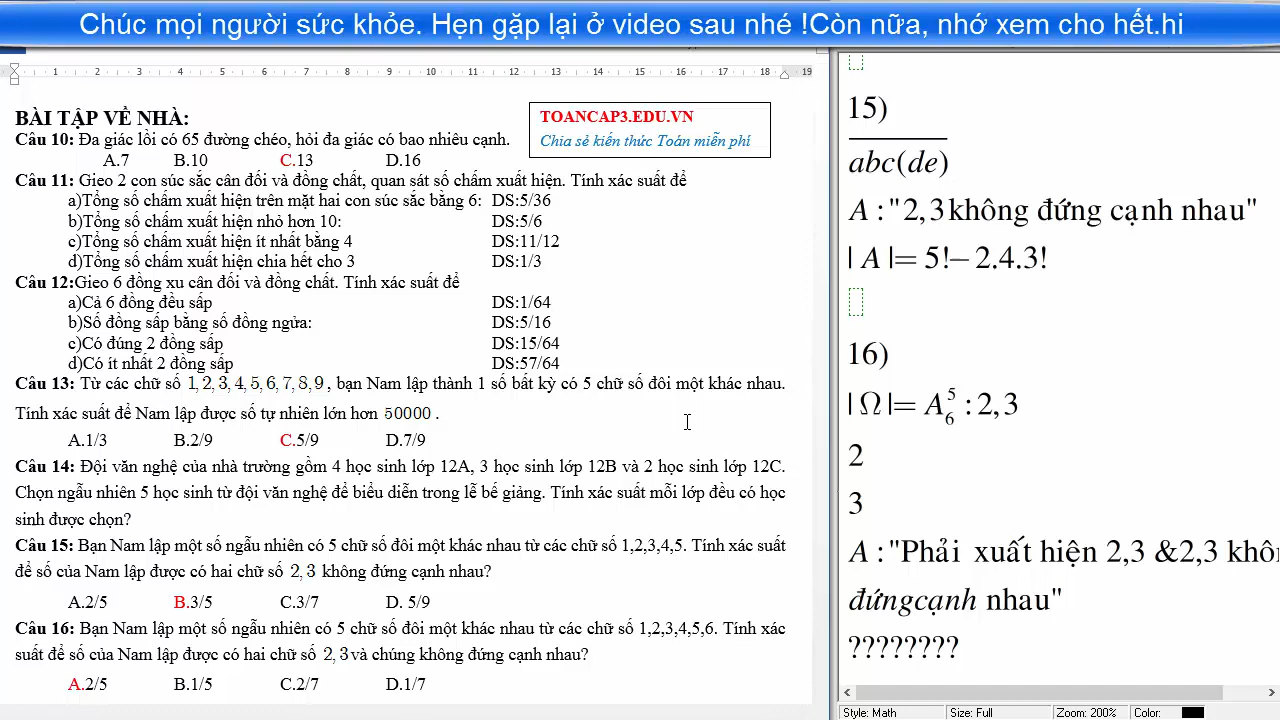 Chúc mọi người sức khỏe. Hẹn gặp lại ở video sau nhé !Còn nữa, nhớ xem cho hết.hi
1 2 3 4 5 6 7 8 9 10 11 12 13 14 15 16 17 18 19
BÀI TẬP VỀ NHÀ:
TOANCAP3.EDU.VN
Chia sẻ kiến thức Toán miễn phí
Câu 10: Đa giác lồi có 65 đường chéo, hỏi đa giác có bao nhiêu cạnh.
A.7 B.10 C.13 D.16
Câu 11: Gieo 2 con súc sắc cân đối và đồng chất, quan sát số chấm xuất hiện. Tính xác suất để
a)Tổng số chấm xuất hiện trên mặt hai con súc sắc bằng 6: DS:5/36
b)Tổng số chấm xuất hiện nhỏ hơn 10: DS:5/6
c)Tổng số chấm xuất hiện ít nhất bằng 4 DS:11/12
d)Tổng số chấm xuất hiện chia hết cho 3 DS:1/3
Câu 12:Gieo 6 đồng xu cân đối và đồng chất. Tính xác suất để
a)Cả 6 đồng đều sấp DS:1/64
b)Số đồng sấp bằng số đồng ngửa: DS:5/16
c)Có đúng 2 đồng sấp DS:15/64
d)Có ít nhất 2 đồng sấp DS:57/64
Câu 13: Từ các chữ số 1,2,3,4,5,6,7,8,9, bạn Nam lập thành 1 số bất kỳ có 5 chữ số đôi một khác nhau.
Tính xác suất để Nam lập được số tự nhiên lớn hơn 50000 .
A.1/3 B.2/9 C.5/9 D.7/9
Câu 14: Đội văn nghệ của nhà trường gồm 4 học sinh lớp 12A, 3 học sinh lớp 12B và 2 học sinh lớp 12C.
Chọn ngẫu nhiên 5 học sinh từ đội văn nghệ để biểu diễn trong lễ bế giảng. Tính xác suất mỗi lớp đều có học
sinh được chọn?
Câu 15: Bạn Nam lập một số ngẫu nhiên có 5 chữ số đôi một khác nhau từ các chữ số 1,2,3,4,5. Tính xác suất
để số của Nam lập được có hai chữ số 2,3 không đứng cạnh nhau?
A.2/5 B.3/5 C.3/7 D. 5/9
Câu 16: Bạn Nam lập một số ngẫu nhiên có 5 chữ số đôi một khác nhau từ các chữ số 1,2,3,4,5,6. Tính xác
suất để số của Nam lập được có hai chữ số 2,3và chúng không đứng cạnh nhau?
A.2/5 B.1/5 C.2/7 D.1/7
15)
abc(de)
A :"2,3không đứng cạnh nhau"
| A |= 5!− 2.4.3!
16)
| Ω |= A₆⁵ : 2,3
2
3
A :"Phải xuất hiện 2,3 &2,3 khôn
đứngcạnh nhau"
????????
Style: Math Size: Full Zoom: 200% Color: